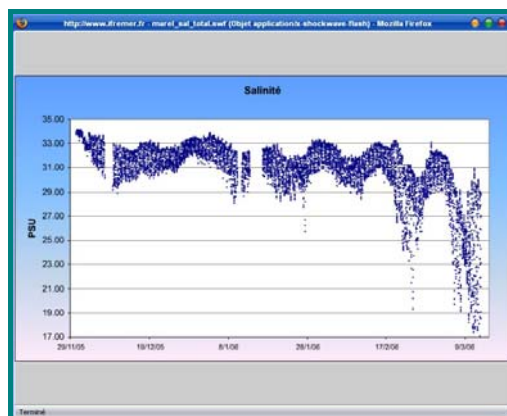 http://www.ifremer.fr - marel_sal_total.swf (Objet application/x-shockwave-flash) - Mozilla Firefox
Salinité
35.00
33.00
31.00
29.00
27.00
25.00
23.00
21.00
19.00
17.00
PSU
29/11/05 19/12/05 8/1/06 28/1/06 17/2/06 9/3/06
Terminé